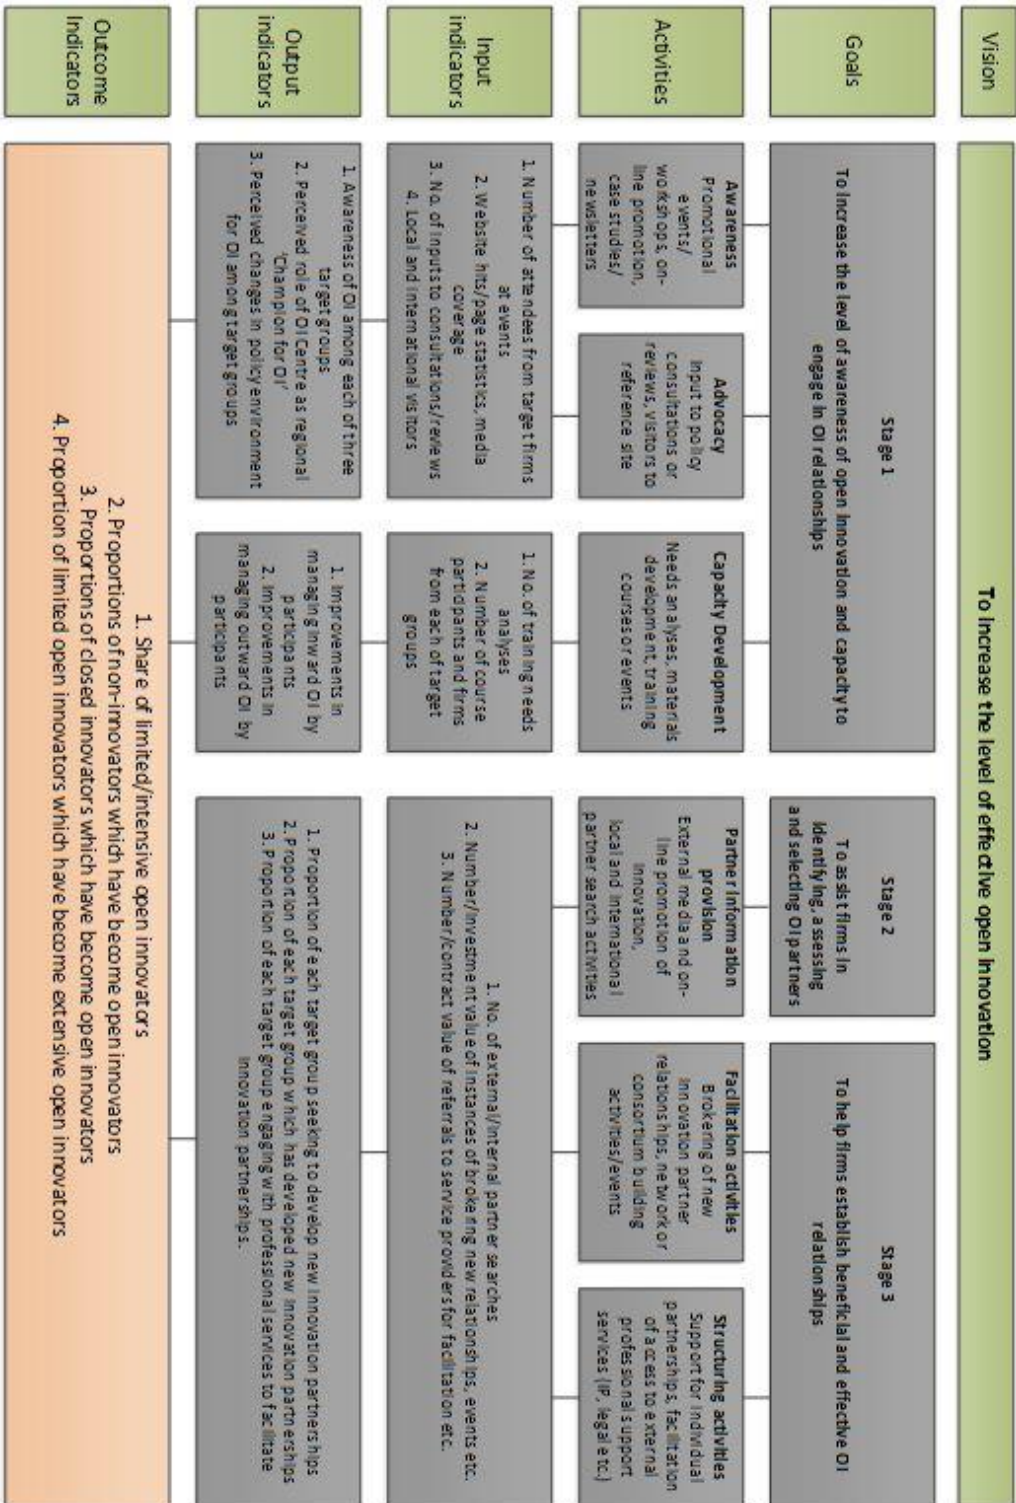 Vision
To increase the level of effective open innovation
Goals
Stage 1
To increase the level of awareness of open innovation and capacity to
engage in OI relationships
Stage 2
To assist firms in
identifying, assessing
and selecting OI partners
Stage 3
To help firms establish beneficial and effective OI
relationships
Activities
Awareness
Promotional
events/
workshops, on-
line promotion,
case studies/
newsletters
Advocacy
Input to policy
consultations or
reviews, visitors to
reference site
Capacity Development
Needs analyses, materials
development, training
courses or events
Partner information
provision
External media and on-
line promotion of
innovation,
local and international
partner search activities
Facilitation activities
Brokering of new
innovation partner
relationships, network or
consortium building
activities/events
Structuring activities
Support for individual
partnerships, facilitation
of access to external
professional support
services (IP, legal etc.)
Input
indicators
1. Number of attendees from target firms
at events
2. Website hits/page statistics, media
coverage
3. No. of inputs to consultations/reviews
4. Local and international visitors
1. No. of training needs
analyses
2. Number of course
participants and firms
from each of target
groups
1. No. of external/internal partner searches
2. Number/investment value of instances of brokering new relationships, events etc.
3. Number/contract value of referrals to service providers for facilitation etc.
Output
indicators
1. Awareness of OI among each of three
target groups
2. Perceived role of OI Centre as regional
'Champion for OI'
3. Perceived changes in policy environment
for OI among target groups
1. Improvements in
managing inward OI by
participants
2. Improvements in
managing outward OI by
participants
1. Proportion of each target group seeking to develop new innovation partnerships
2. Proportion of each target group which has developed new innovation partnerships
3. Proportion of each target group engaging with professional services to facilitate
innovation partnerships.
Outcome
Indicators
1. Share of limited/intensive open innovators
2. Proportions of non-innovators which have become open innovators
3. Proportions of closed innovators which have become open innovators
4. Proportion of limited open innovators which have become extensive open innovators